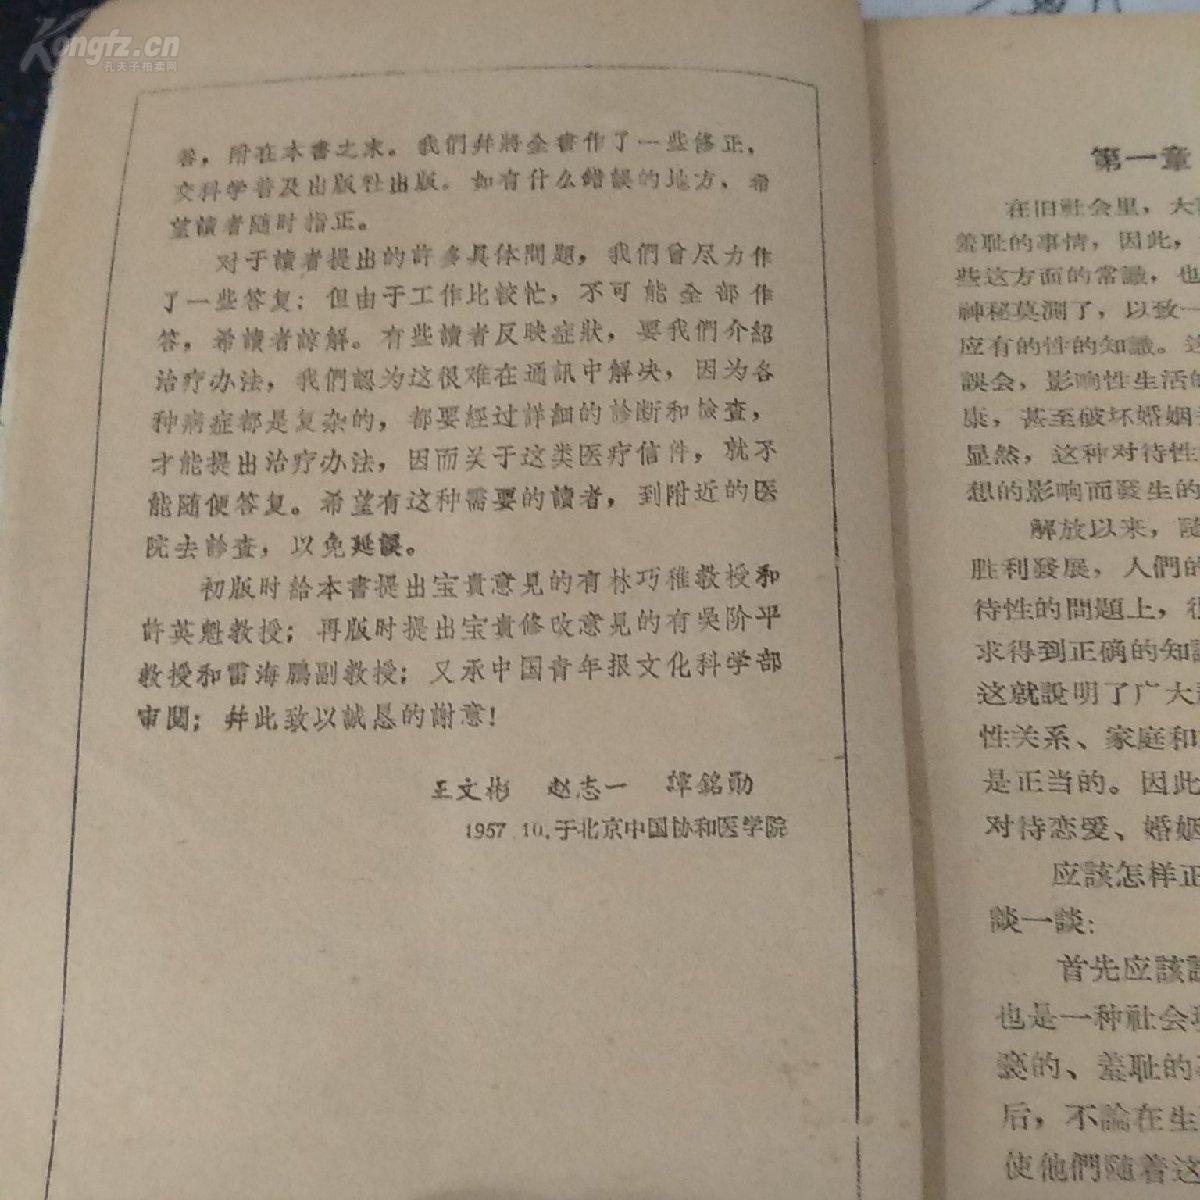 Kongfz.cn
孔夫子拍卖网
善，附在本書之末。我們幷將全書作了一些修正，
交科学普及出版社出版。如有什么錯誤的地方，希
望讀者随时指正。
对于讀者提出的許多具体問題，我們曾尽力作
了一些答复；但由于工作比較忙，不可能全部作
答，希讀者諒解。有些讀者反映症狀，要我們介紹
治疗办法，我們認为这很难在通訊中解决，因为各
种病症都是复杂的，都要經过詳細的診断和檢查，
才能提出治疗办法，因而关于这类医疗信件，就不
能随便答复。希望有这种需要的讀者，到附近的医
院去診查，以免延誤。
初版时給本書提出宝貴意見的有林巧稚教授和
許英魁教授；再版时提出宝貴修改意見的有吳阶平
教授和雷海鵬副教授；又承中国青年报文化科学部
审閱；幷此致以誠恳的謝意！
王文彬　赵志一　譚銘勛
1957.10.于北京中国协和医学院
第一章
在旧社会里，大
羞耻的事情，因此，
些这方面的常識，也
神秘莫測了，以致一
应有的性的知識。这
誤会，影响性生活的
康，甚至破坏婚姻
显然，这种对待性
想的影响而發生的
解放以来，
胜利發展，人們的
待性的問題上，很
求得到正确的知識
这就說明了广大
性关系、家庭和
是正当的。因此
对待恋爱、婚姻
应該怎样正
談一談：
首先应該
也是一种社会
褻的、羞耻的
后，不論在生
使他們随着这